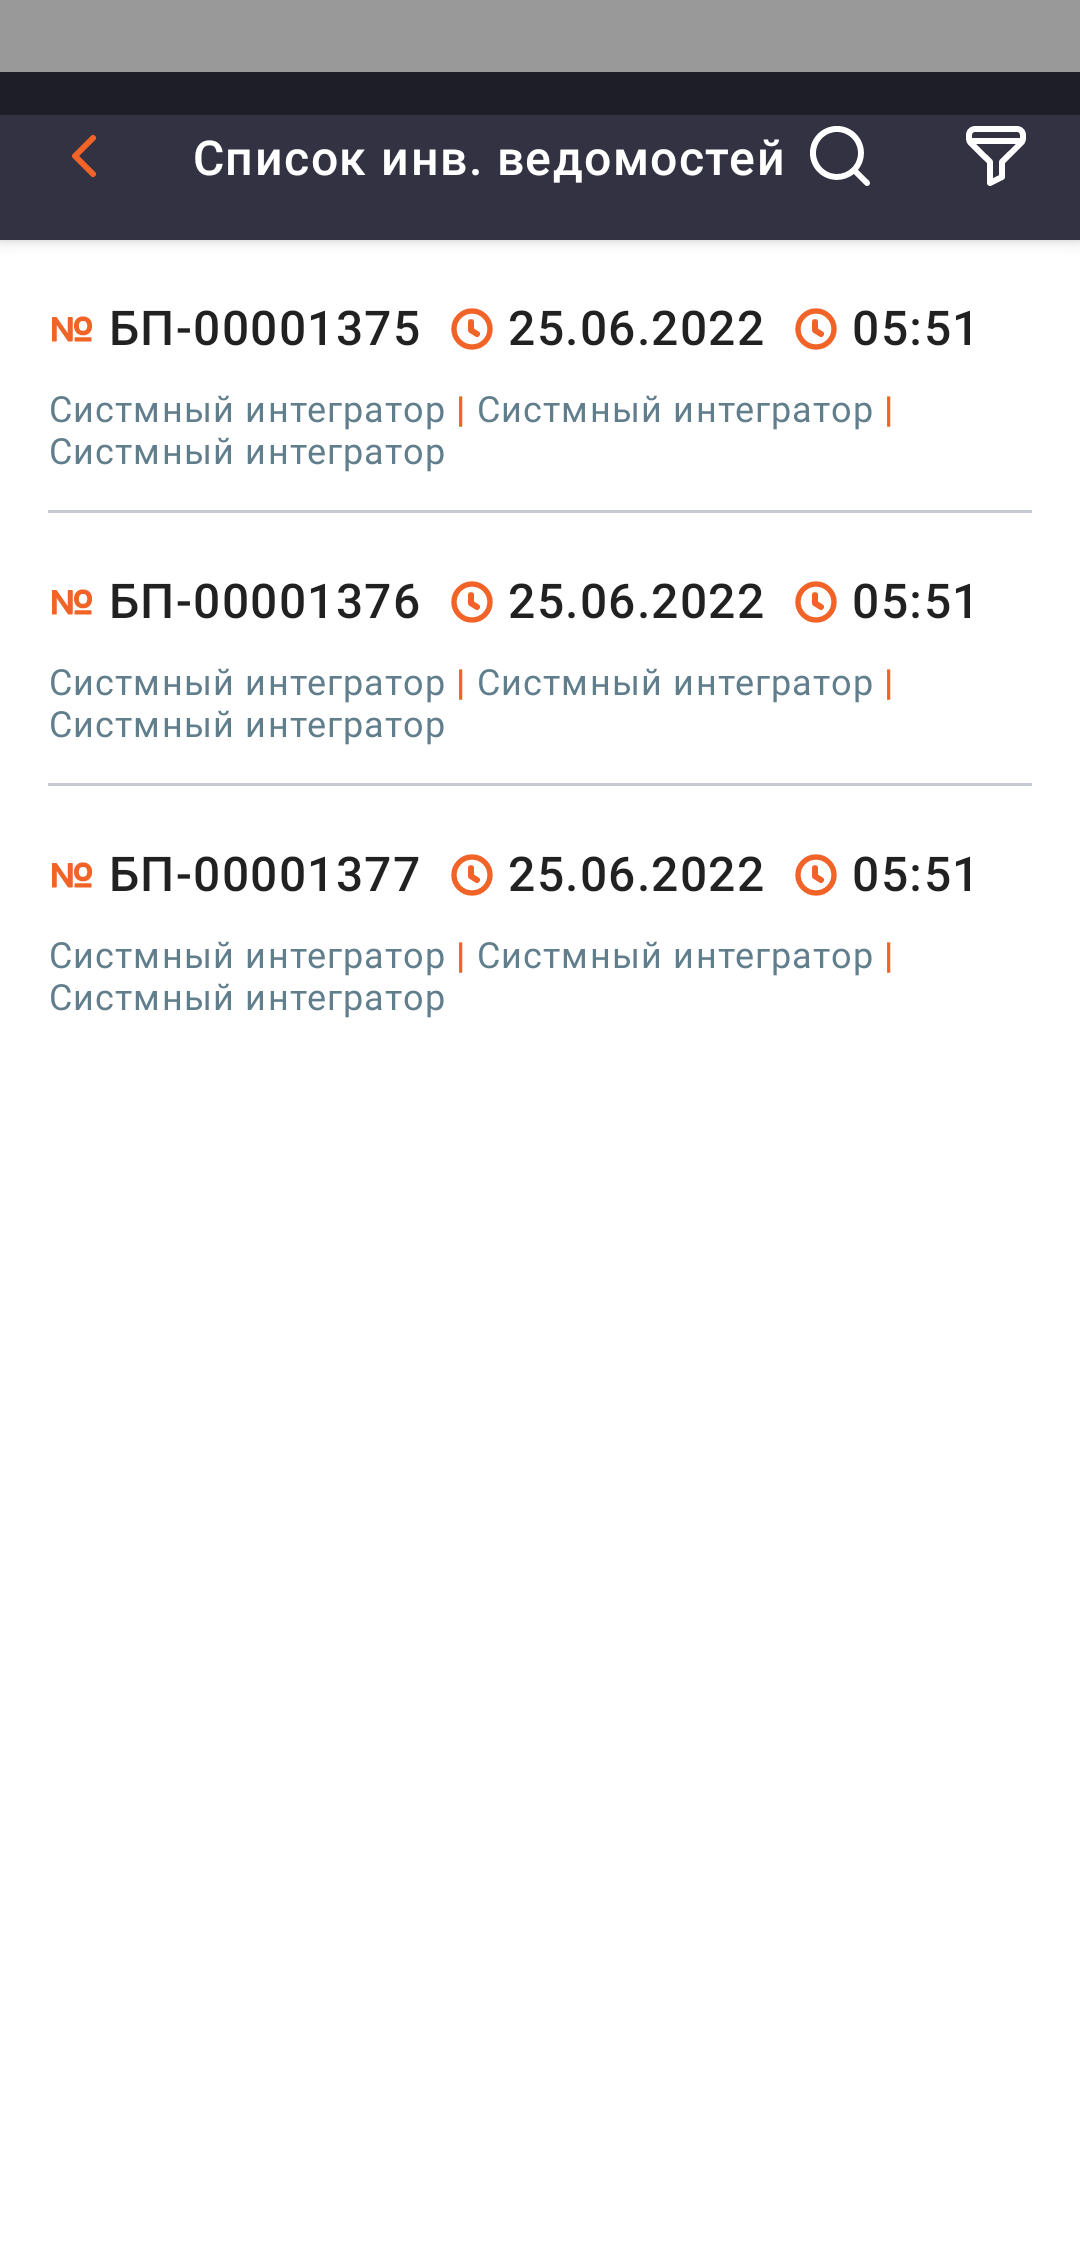 Список инв. ведомостей
№ БП-00001375 25.06.2022 05:51
Систмный интегратор | Систмный интегратор |
Систмный интегратор
№ БП-00001376 25.06.2022 05:51
Систмный интегратор | Систмный интегратор |
Систмный интегратор
№ БП-00001377 25.06.2022 05:51
Систмный интегратор | Систмный интегратор |
Систмный интегратор